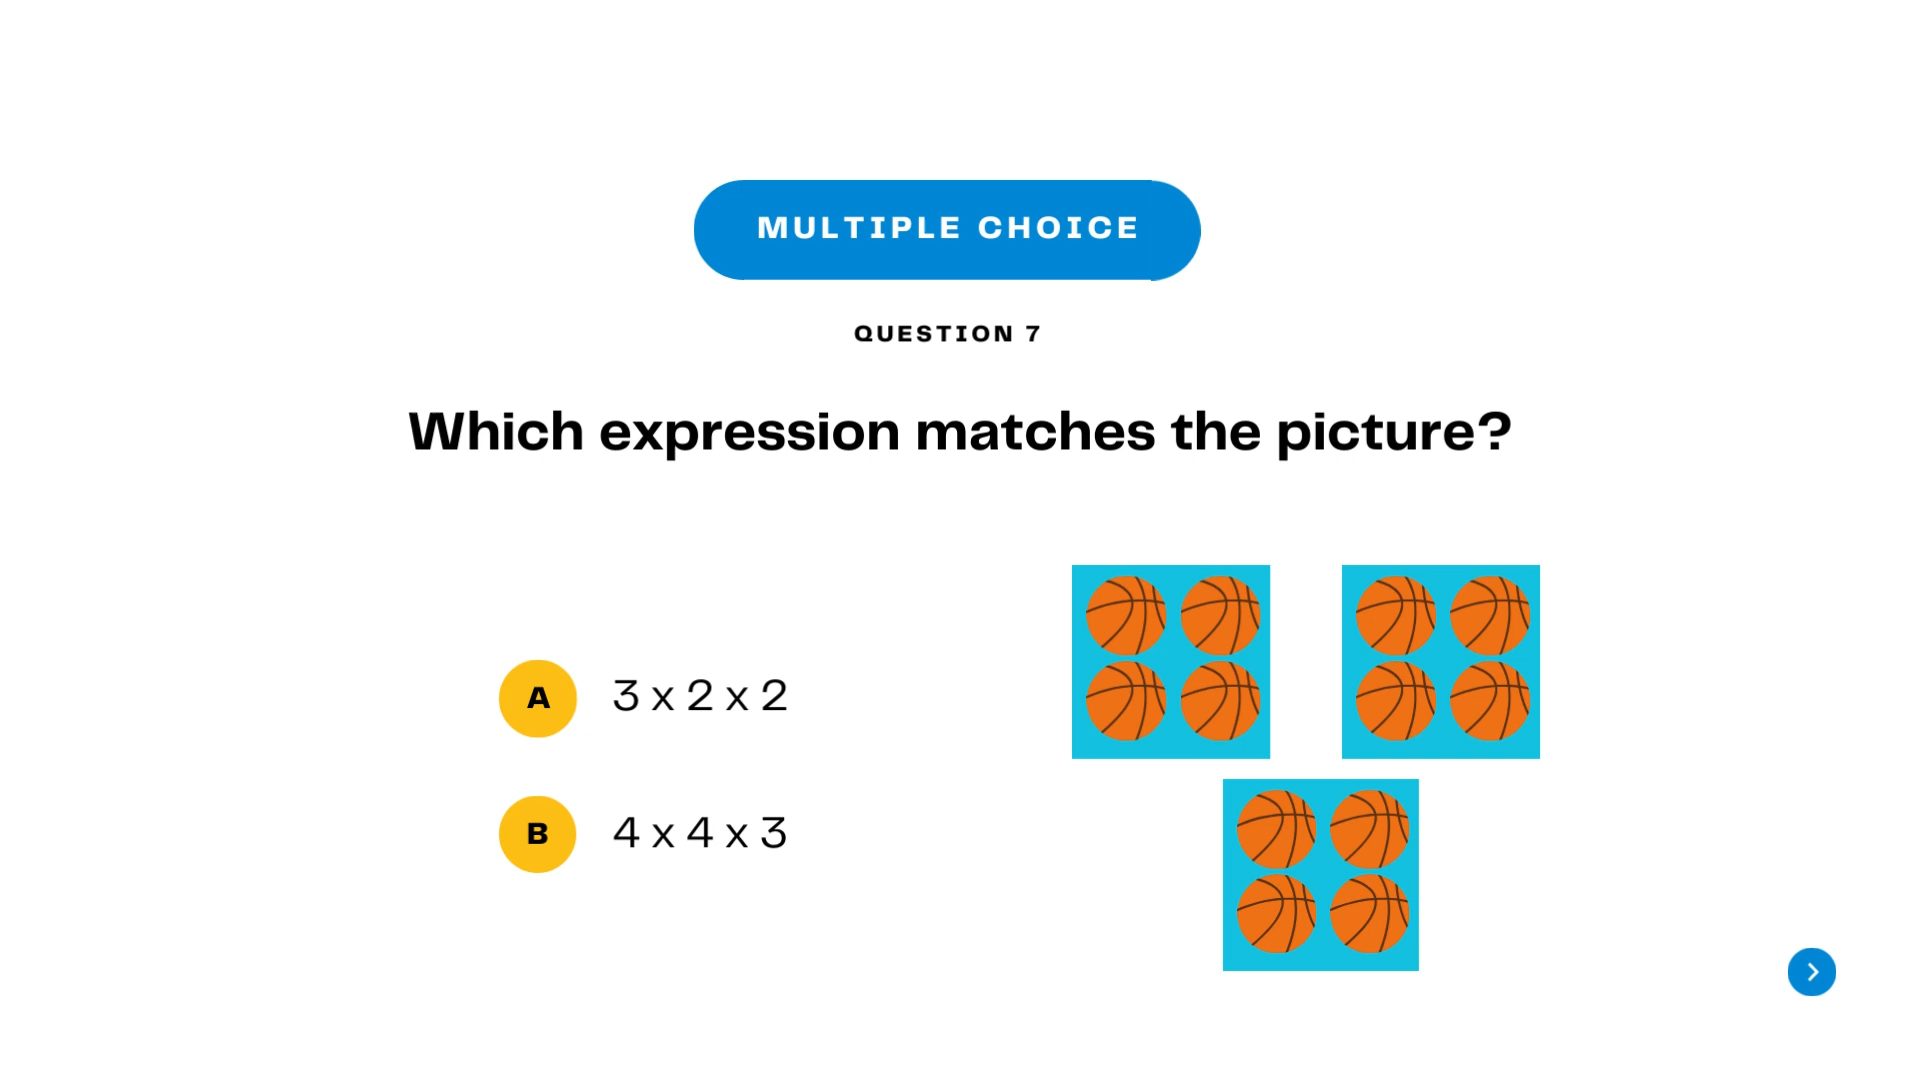 MULTIPLE CHOICE
QUESTION 7
Which expression matches the picture?
A 3 x 2 x 2
B 4 x 4 x 3